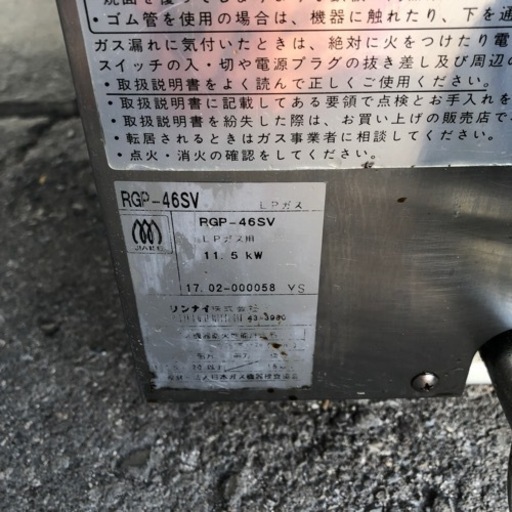 ・ゴム管を使用の場合は、機器に触れたり、下を通
ガス漏れに気付いたときは、絶対に火をつけたり電
スイッチの入・切や電源プラグの抜き差し及び周辺の
・取扱説明書をよく読んで正しくご使用ください。
・取扱説明書に記載してある要領で点検とお手入れを
・取扱説明書を紛失した際は、お買い上げの販売店で
・転居されるときはガス事業者に相談してください。
・点火・消火の確認をしてください。
RGP-46SV LPガス
RGP-46SV
LPガス用
11.5 kW
17.02-000058 VS
リンナイ株式会社